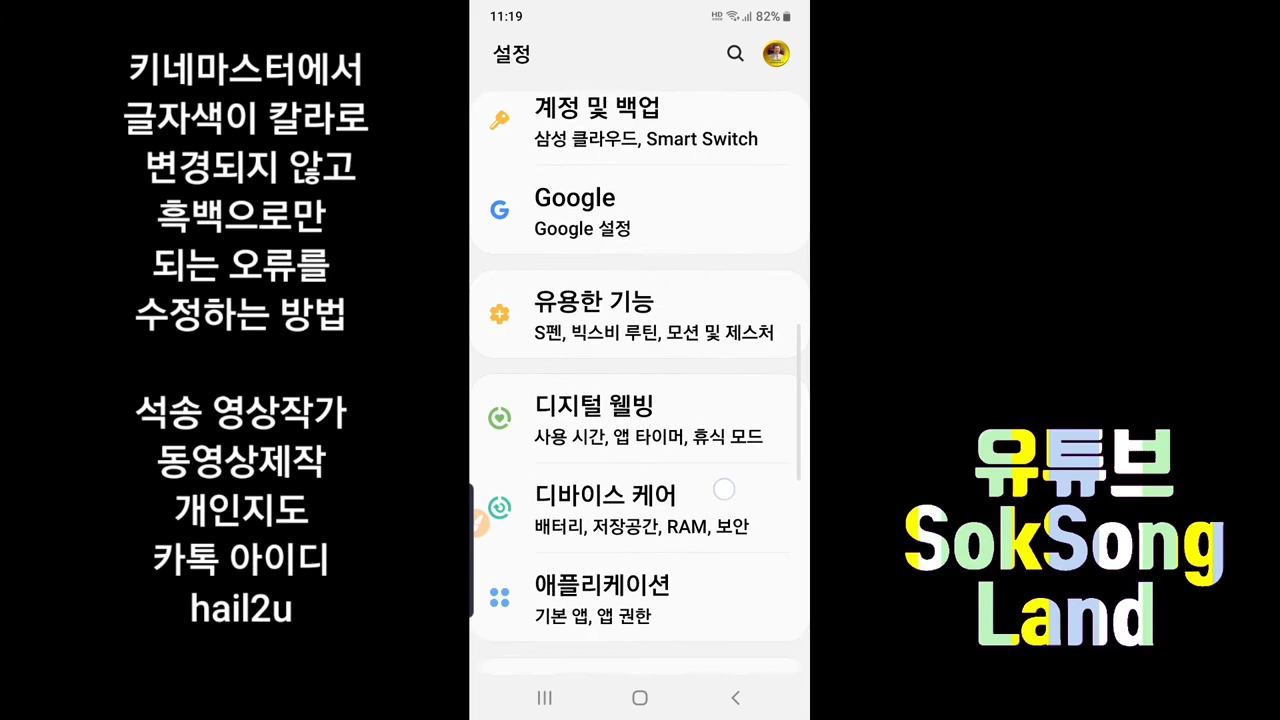 키네마스터에서
글자색이 칼라로
변경되지 않고
흑백으로만
되는 오류를
수정하는 방법
석송 영상작가
동영상제작
개인지도
카톡 아이디
hail2u
11:19
82%
설정
계정 및 백업
삼성 클라우드, Smart Switch
Google
Google 설정
유용한 기능
S펜, 빅스비 루틴, 모션 및 제스처
디지털 웰빙
사용 시간, 앱 타이머, 휴식 모드
디바이스 케어
배터리, 저장공간, RAM, 보안
애플리케이션
기본 앱, 앱 권한
유튜브
SokSong
Land